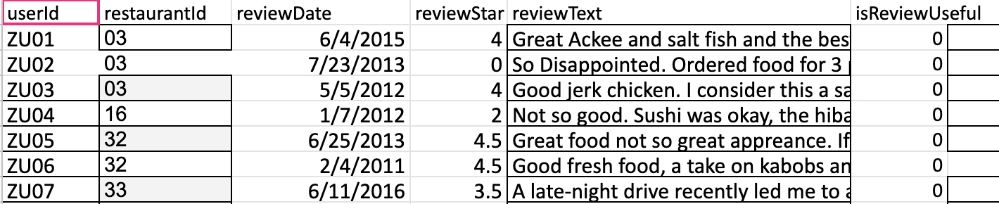 userId restaurantId reviewDate reviewStar reviewText isReviewUseful
ZU01 03 6/4/2015 4 Great Ackee and salt fish and the bes 0
ZU02 03 7/23/2013 0 So Disappointed. Ordered food for 3 0
ZU03 03 5/5/2012 4 Good jerk chicken. I consider this a sa 0
ZU04 16 1/7/2012 2 Not so good. Sushi was okay, the hiba 0
ZU05 32 6/25/2013 4.5 Great food not so great appreance. If 0
ZU06 32 2/4/2011 4.5 Good fresh food, a take on kabobs an 0
ZU07 33 6/11/2016 3.5 A late-night drive recently led me to a 0